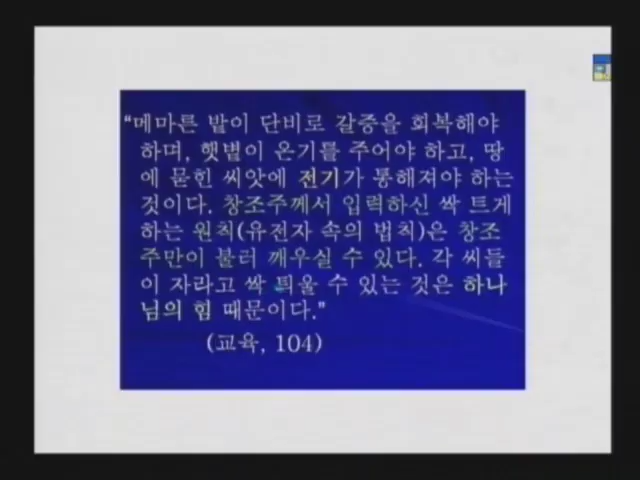 “메마른 밭이 단비로 갈증을 회복해야
하며, 햇볕이 온기를 주어야 하고, 땅
에 묻힌 씨앗에 전기가 통해져야 하는
것이다. 창조주께서 입력하신 싹 트게
하는 원칙(유전자 속의 법칙)은 창조
주만이 불러 깨우실 수 있다. 각 씨들
이 자라고 싹 틔울 수 있는 것은 하나
님의 힘 때문이다.”
(교육, 104)